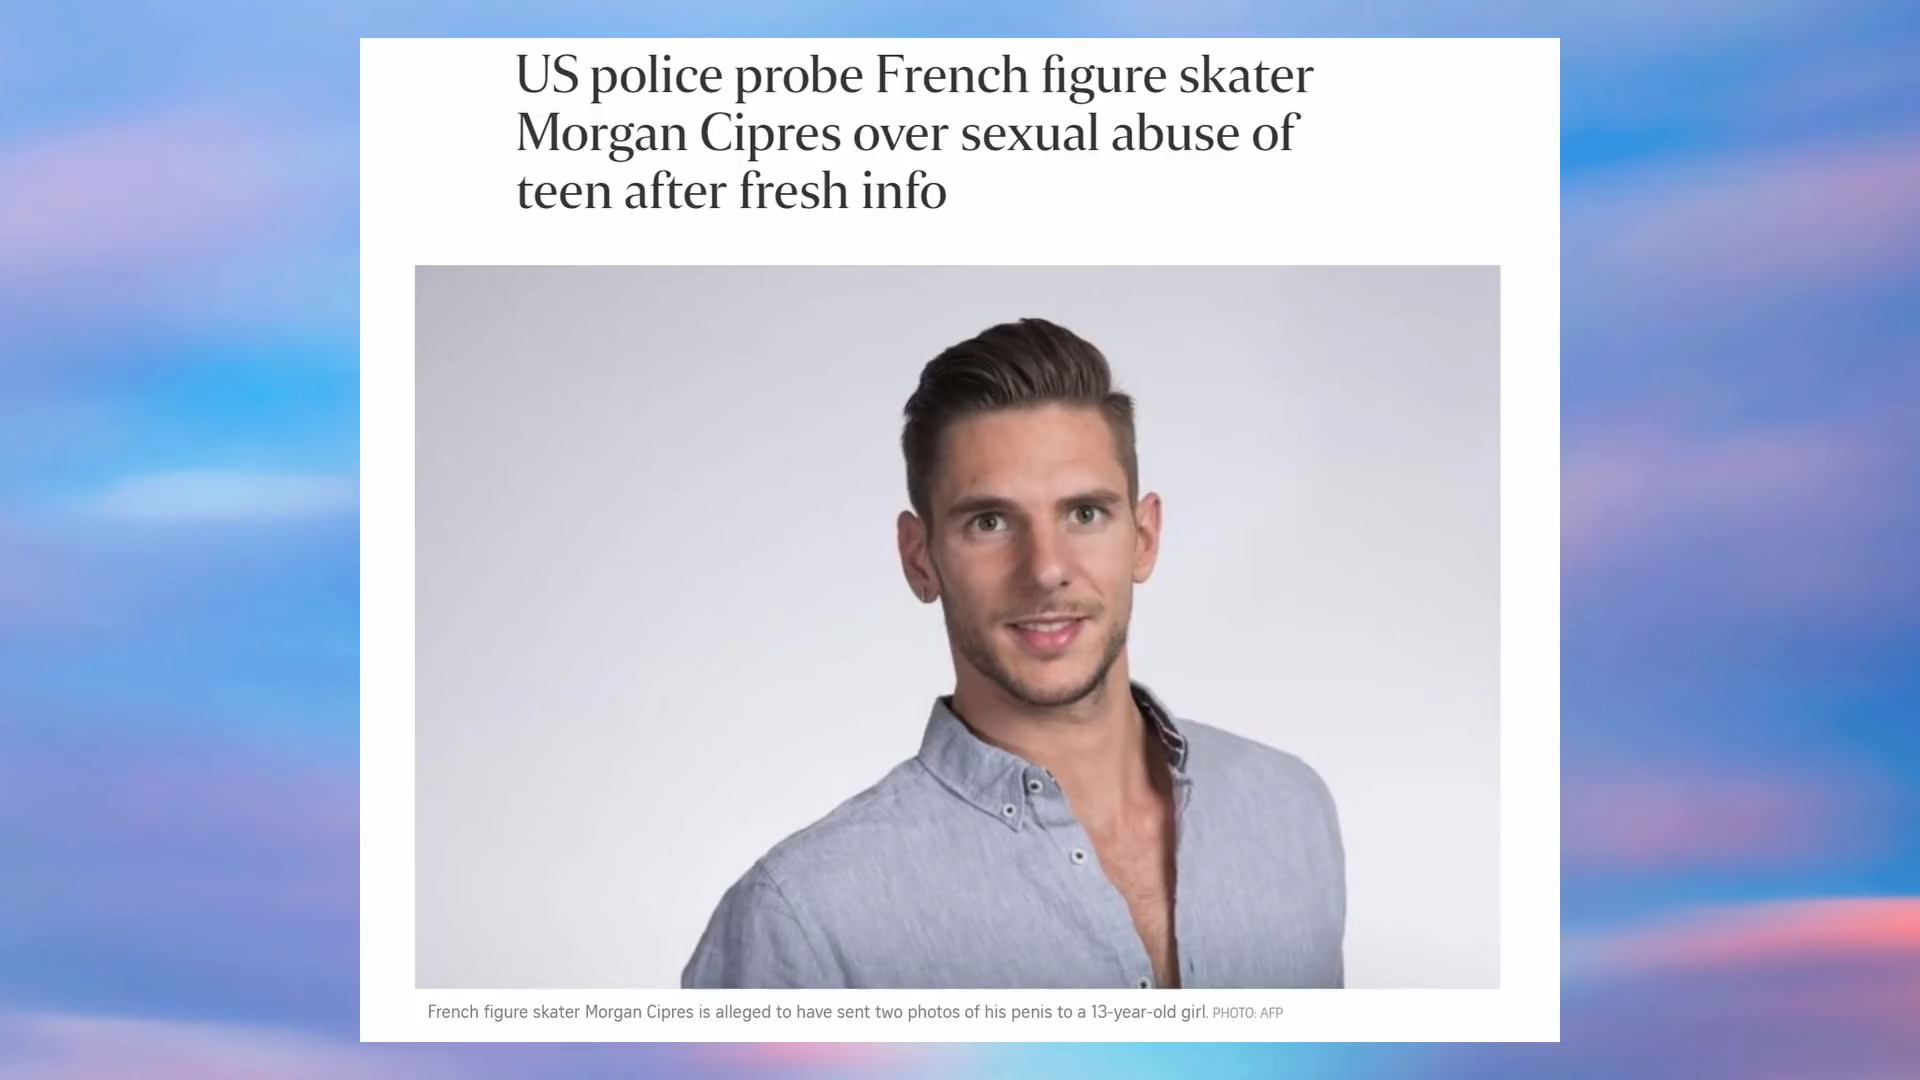 US police probe French figure skater
Morgan Cipres over sexual abuse of
teen after fresh info
French figure skater Morgan Cipres is alleged to have sent two photos of his penis to a 13-year-old girl. PHOTO: AFP